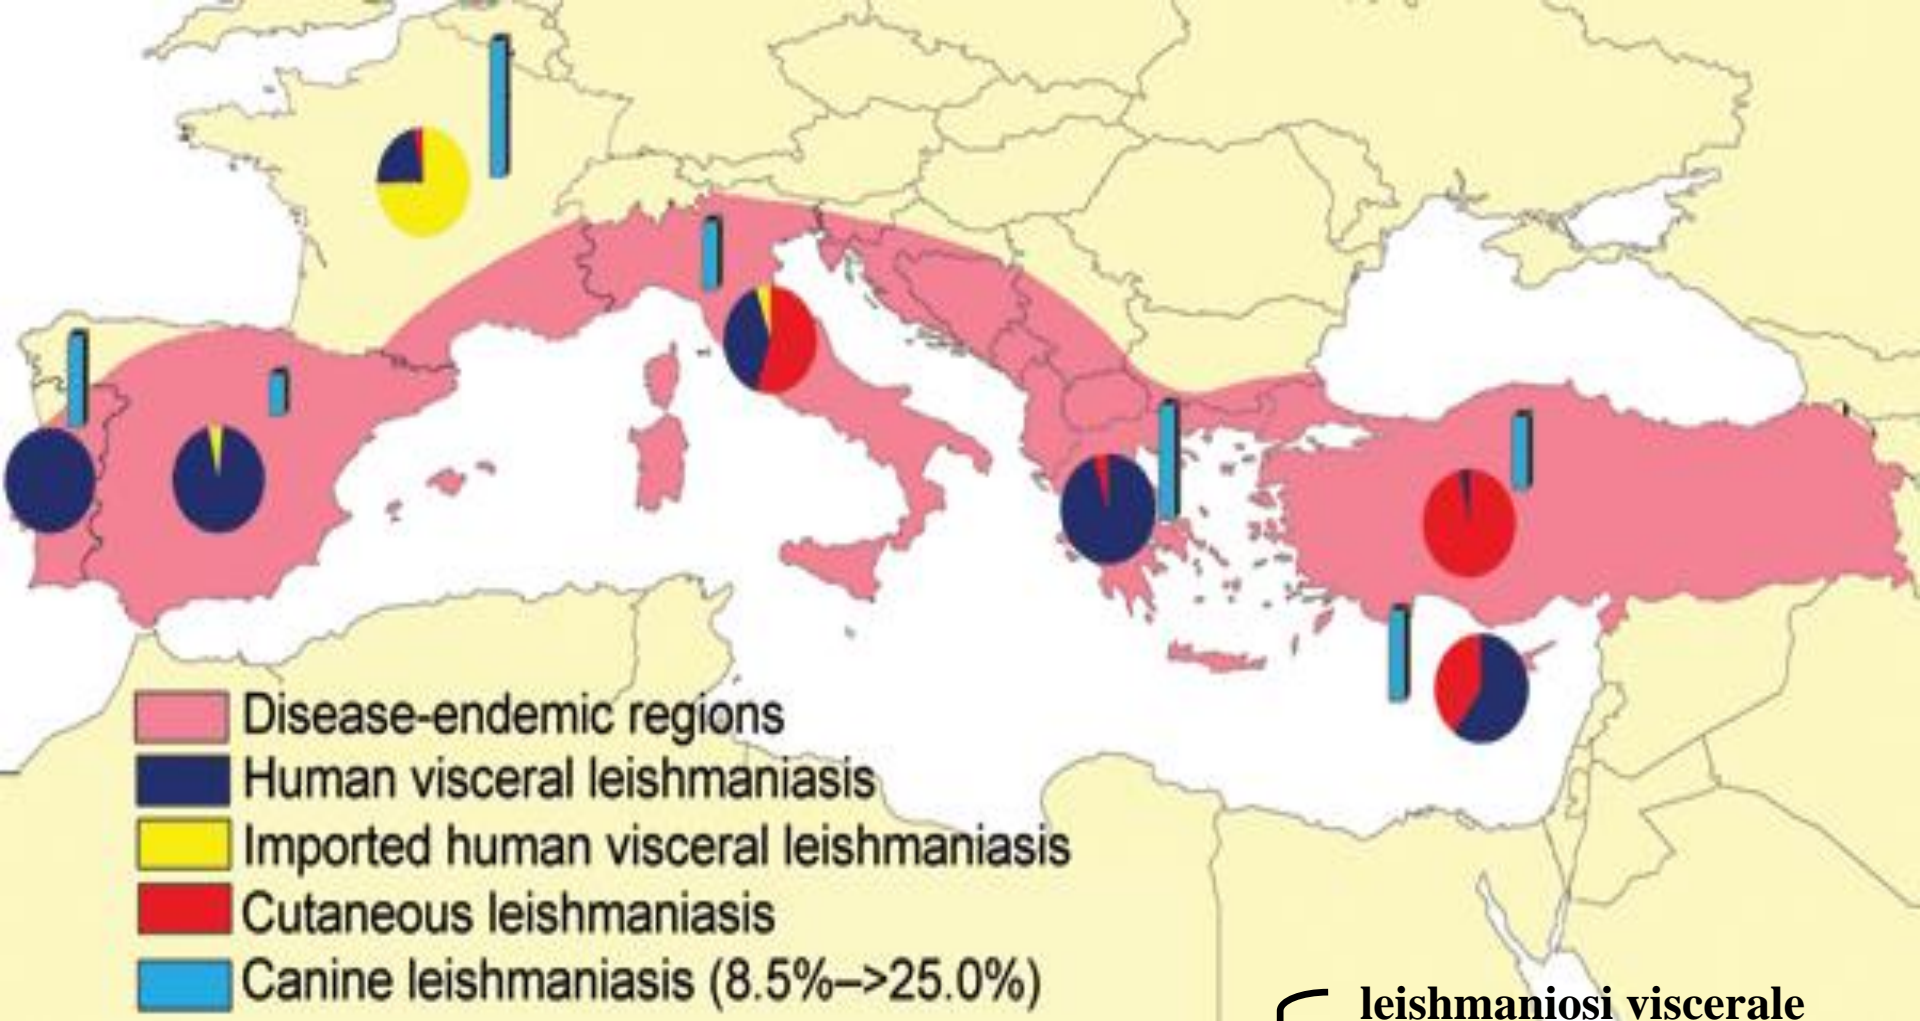 Disease-endemic regions
Human visceral leishmaniasis
Imported human visceral leishmaniasis
Cutaneous leishmaniasis
Canine leishmaniasis (8.5%–>25.0%)
leishmaniosi viscerale